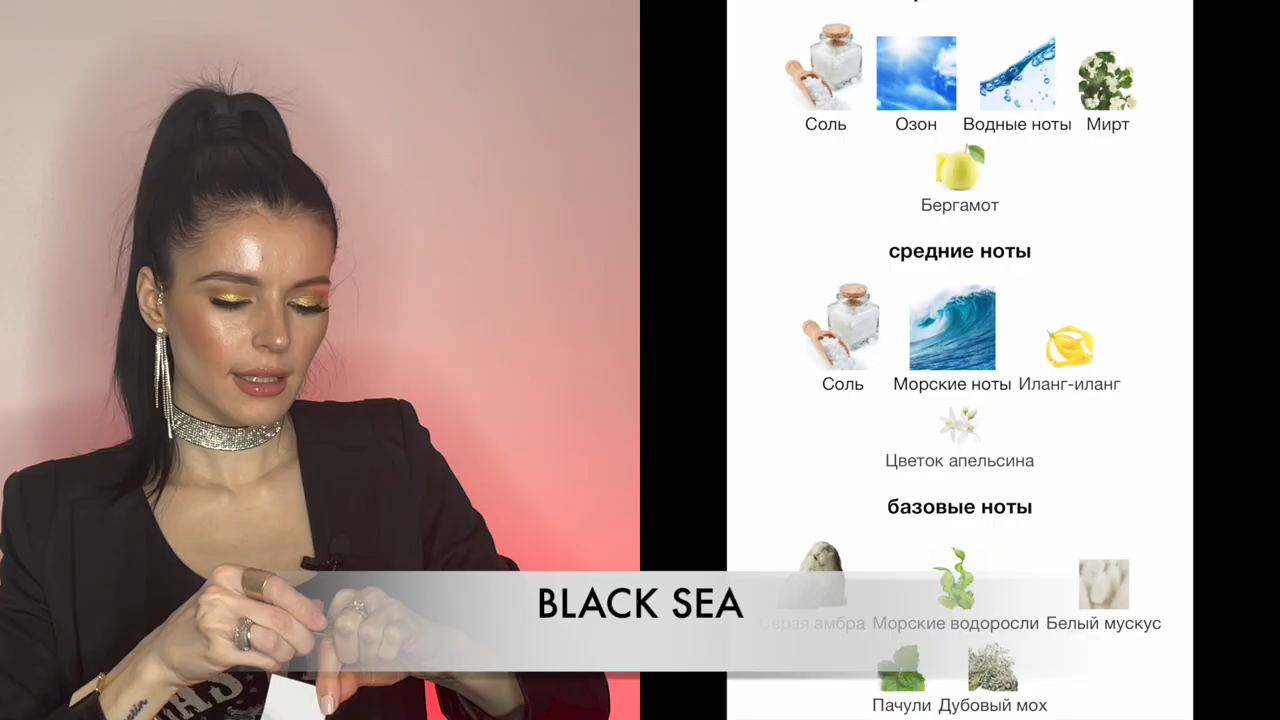 Соль Озон Водные ноты Мирт
Бергамот
средние ноты
Соль Морские ноты Иланг-иланг
Цветок апельсина
базовые ноты
BLACK SEA
Серая амбра Морские водоросли Белый мускус
Пачули Дубовый мох